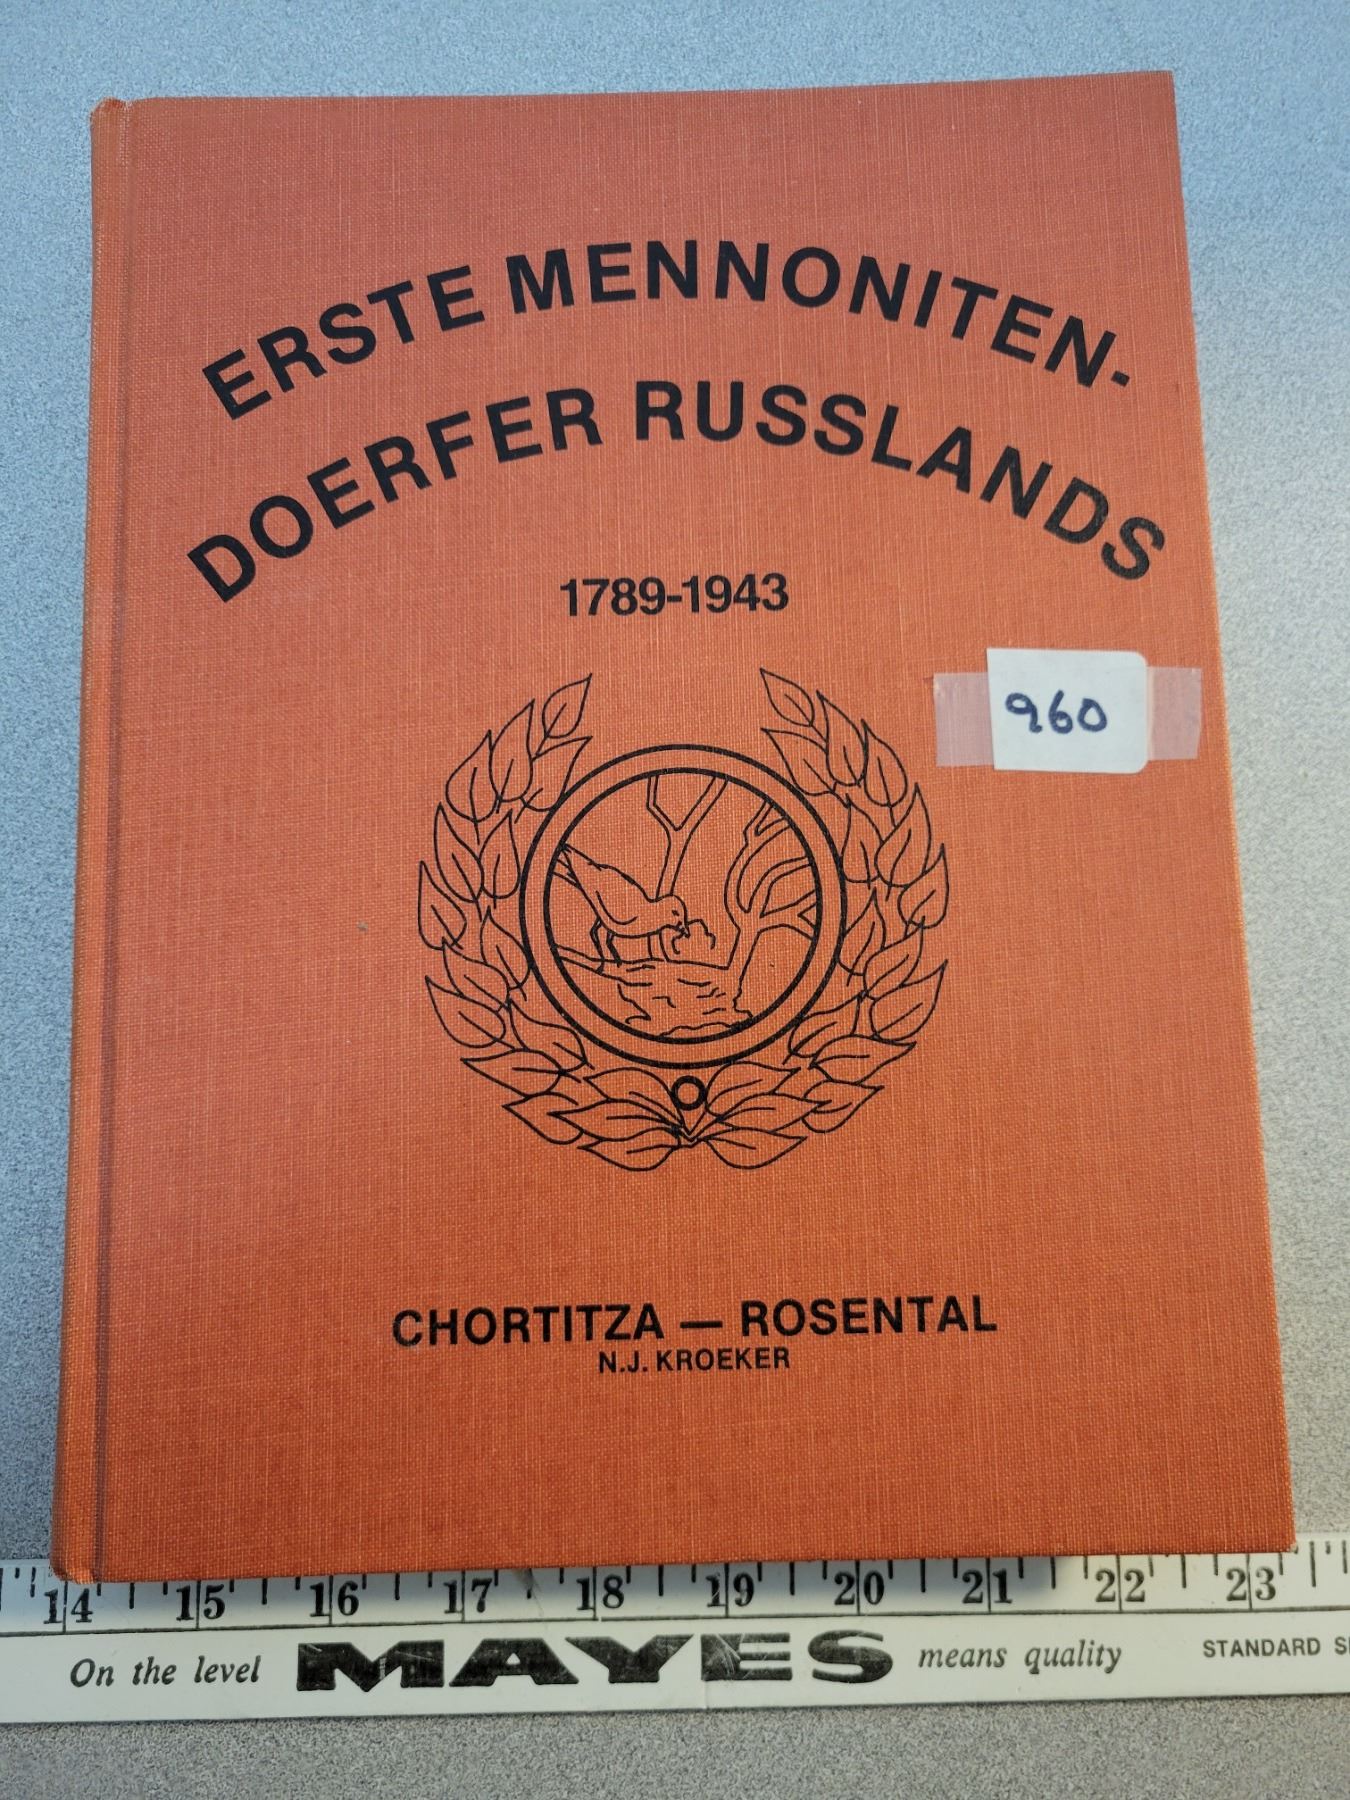 ERSTE MENNONITEN-
DOERFER RUSSLANDS
1789-1943
960
CHORTITZA — ROSENTAL
N.J. KROEKER
14 15 16 17 18 19 20 21 22 23
On the level MAYES means quality STANDARD